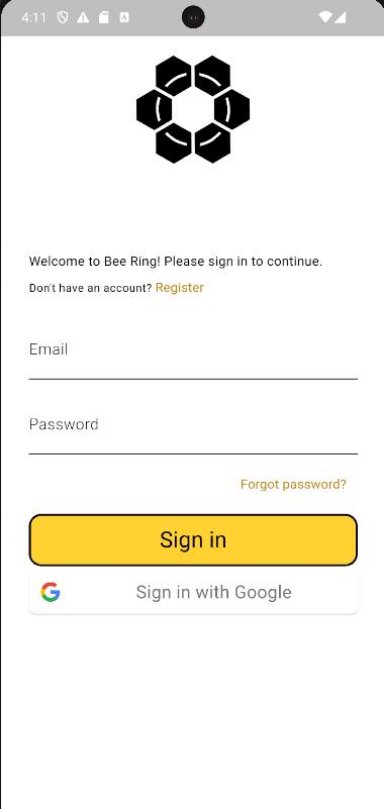 4:11
Welcome to Bee Ring! Please sign in to continue.
Don't have an account? Register
Email
Password
Forgot password?
Sign in
Sign in with Google